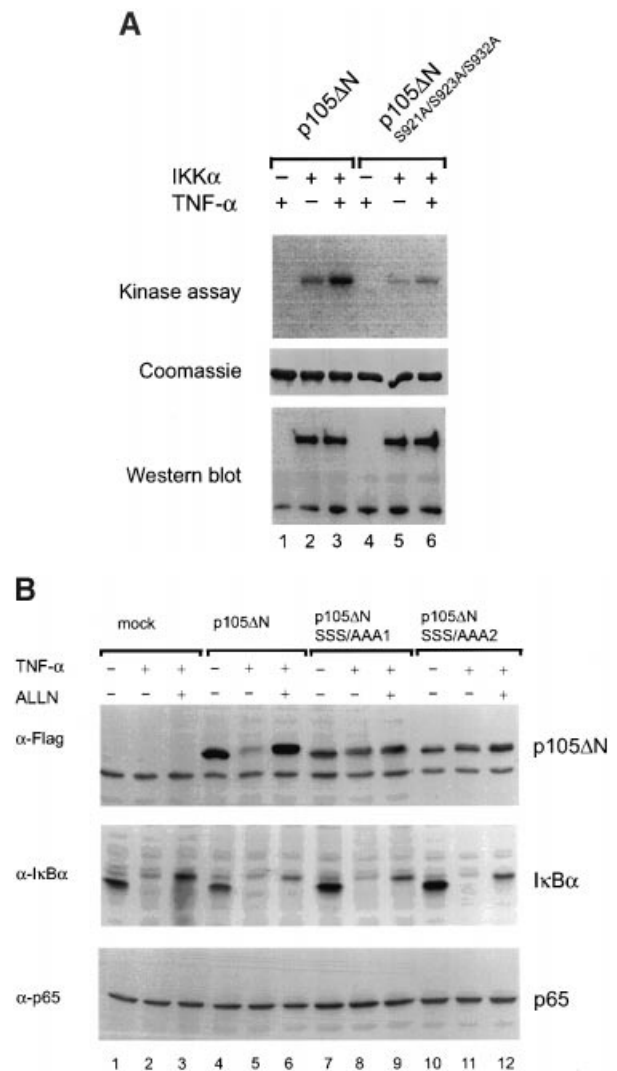 A
p105ΔN
p105ΔN
S921A/S923A/S932A
IKKα – + + – + +
TNF-α + – + + – +
Kinase assay
Coomassie
Western blot
1 2 3 4 5 6
B
mock
p105ΔN
p105ΔN
SSS/AAA1
p105ΔN
SSS/AAA2
TNF-α – + + – + + – + + – + +
ALLN – – + – – + – – + – – +
α-Flag
p105ΔN
α-IκBα
IκBα
α-p65
p65
1 2 3 4 5 6 7 8 9 10 11 12